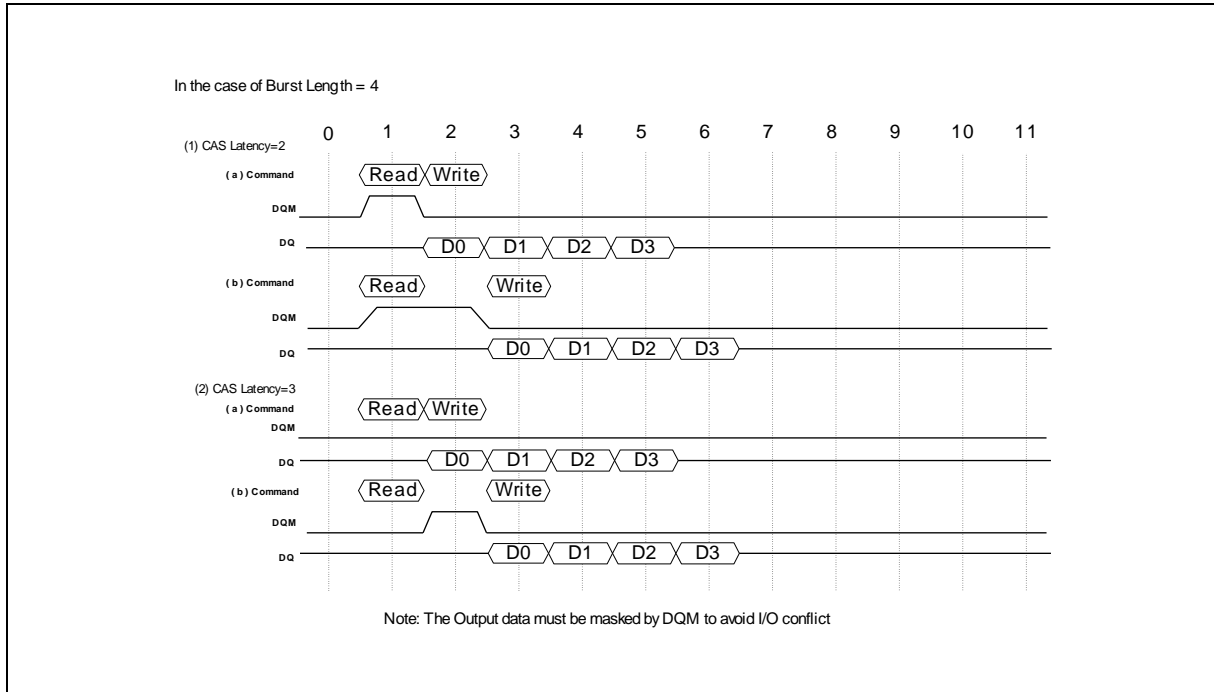 In the case of Burst Length = 4
0 1 2 3 4 5 6 7 8 9 10 11
(1) CAS Latency=2
( a ) Command Read Write
DQM
DQ D0 D1 D2 D3
( b ) Command Read Write
DQM
DQ D0 D1 D2 D3
(2) CAS Latency=3
( a ) Command Read Write
DQM
DQ D0 D1 D2 D3
( b ) Command Read Write
DQM
DQ D0 D1 D2 D3
Note: The Output data must be masked by DQM to avoid I/O conflict